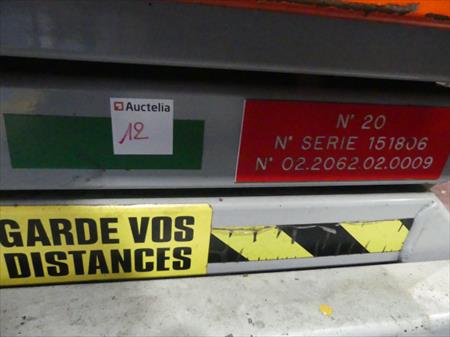 Auctelia
12
N° 20
N° SERIE 151806
N° 02.2062.02.0009
GARDE VOS
DISTANCES